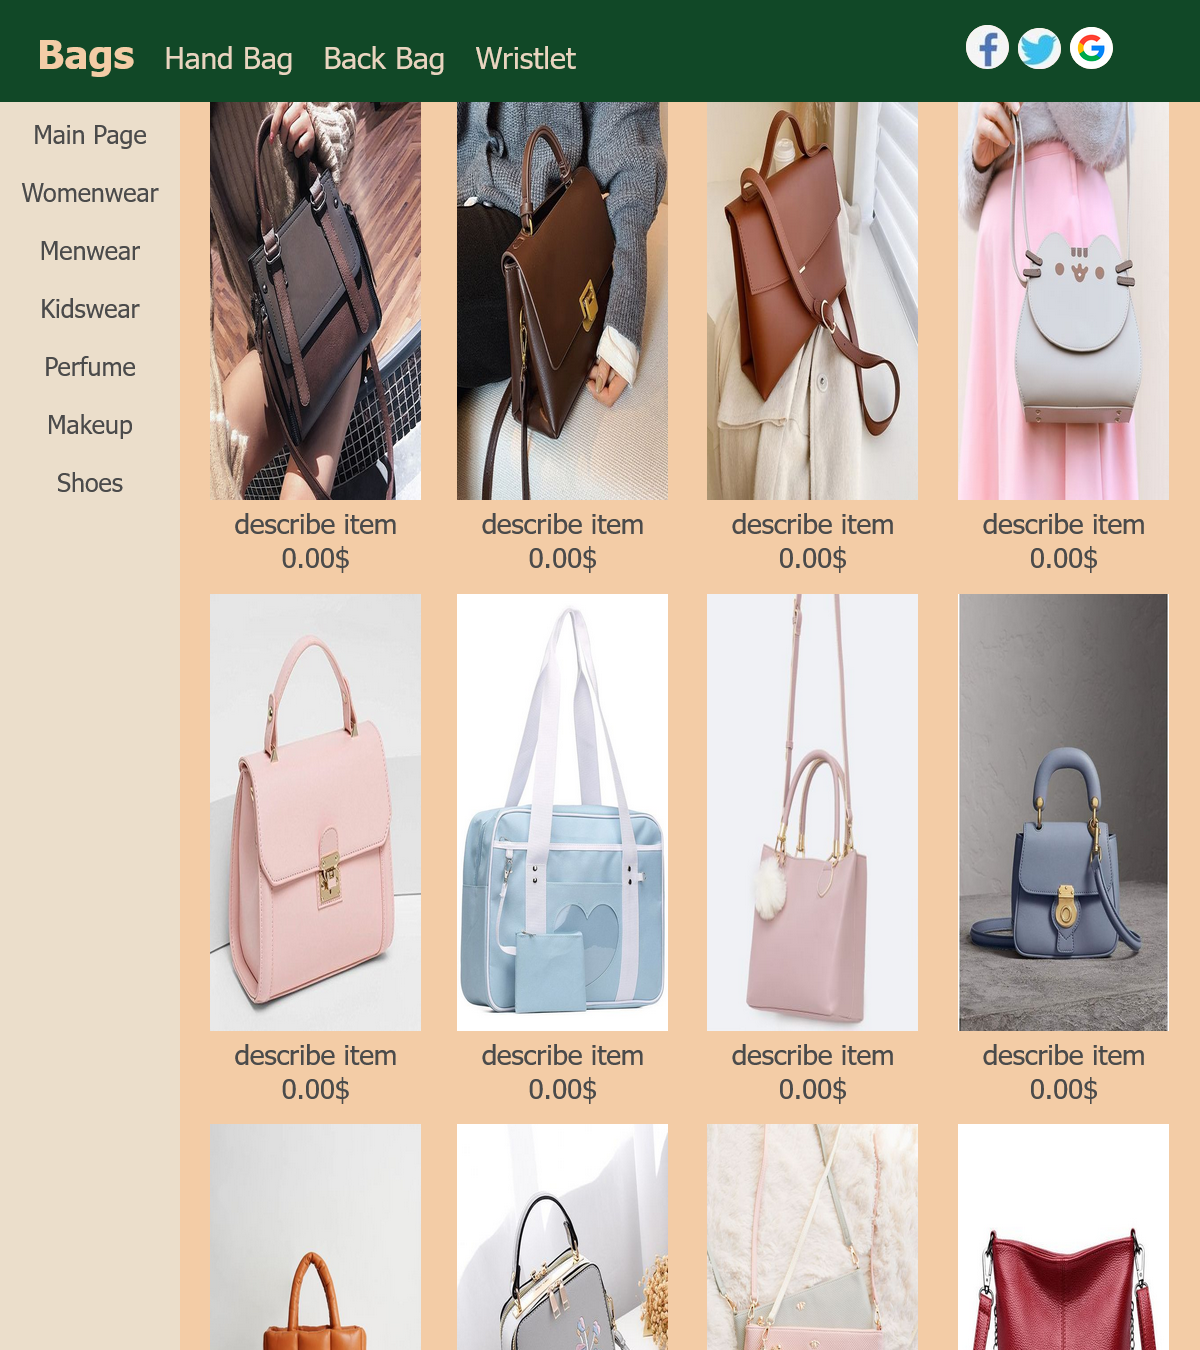 Bags Hand Bag Back Bag Wristlet
Main Page
Womenwear
Menwear
Kidswear
Perfume
Makeup
Shoes
describe item describe item describe item describe item
0.00$ 0.00$ 0.00$ 0.00$
describe item describe item describe item describe item
0.00$ 0.00$ 0.00$ 0.00$